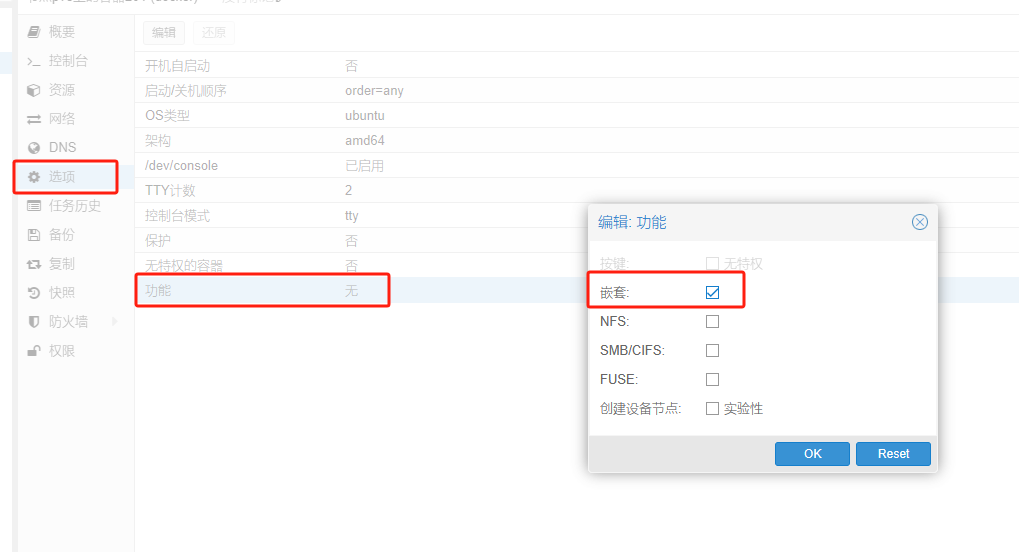 编辑 还原
概要
控制台
资源
网络
DNS
选项
任务历史
备份
复制
快照
防火墙
权限
开机自启动 否
启动/关机顺序 order=any
OS类型 ubuntu
架构 amd64
/dev/console 已启用
TTY计数 2
控制台模式 tty
保护 否
无特权的容器 否
功能 无
编辑: 功能
按键: 无特权
嵌套:
NFS:
SMB/CIFS:
FUSE:
创建设备节点: 实验性
OK Reset